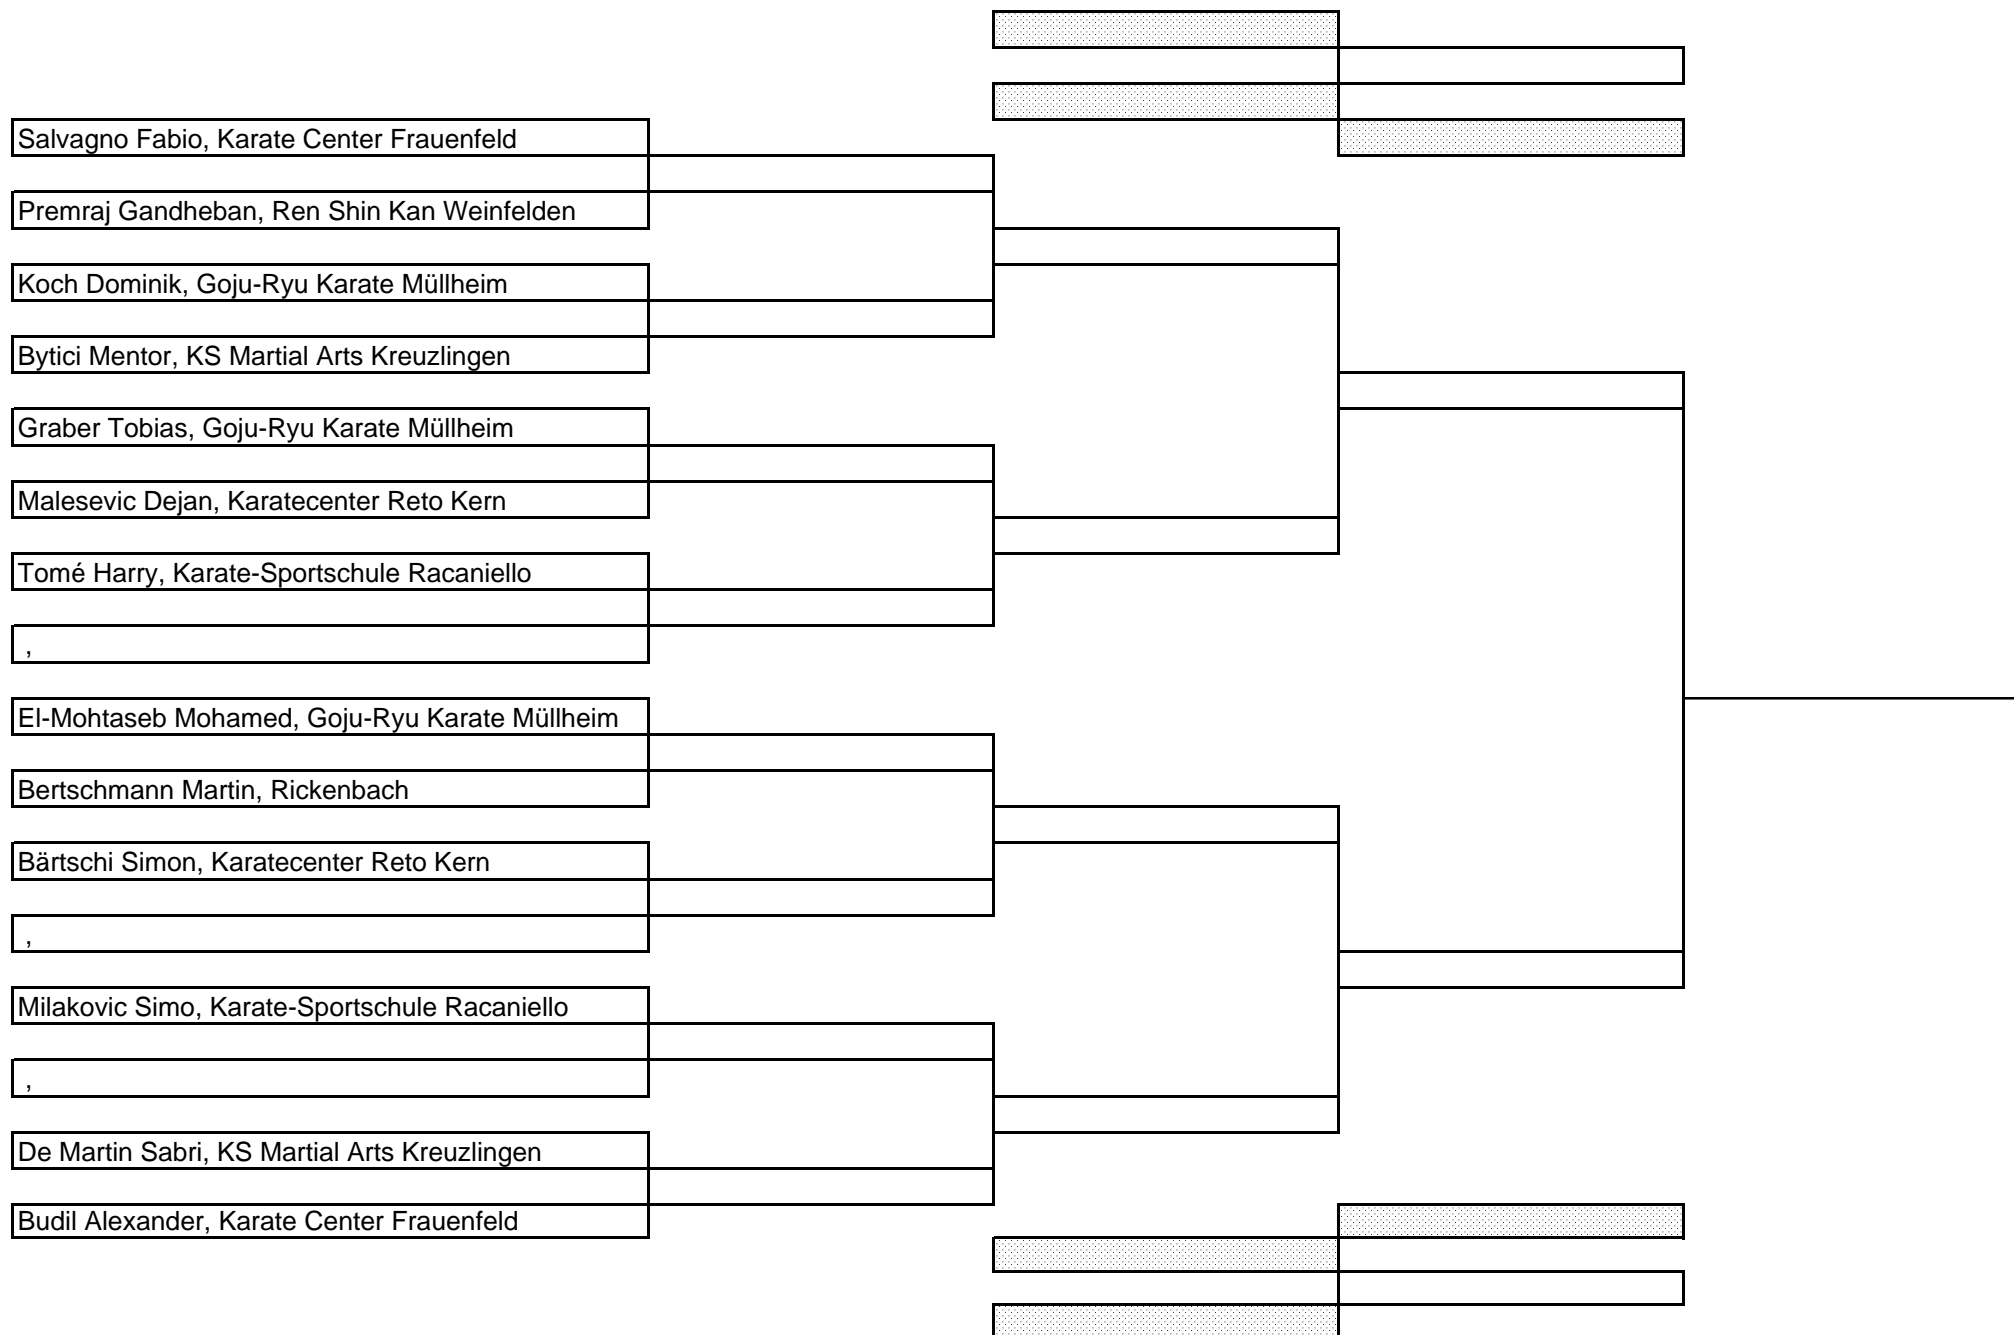 Salvagno Fabio, Karate Center Frauenfeld
Premraj Gandheban, Ren Shin Kan Weinfelden
Koch Dominik, Goju-Ryu Karate Müllheim
Bytici Mentor, KS Martial Arts Kreuzlingen
Graber Tobias, Goju-Ryu Karate Müllheim
Malesevic Dejan, Karatecenter Reto Kern
Tomé Harry, Karate-Sportschule Racaniello
,
El-Mohtaseb Mohamed, Goju-Ryu Karate Müllheim
Bertschmann Martin, Rickenbach
Bärtschi Simon, Karatecenter Reto Kern
,
Milakovic Simo, Karate-Sportschule Racaniello
,
De Martin Sabri, KS Martial Arts Kreuzlingen
Budil Alexander, Karate Center Frauenfeld